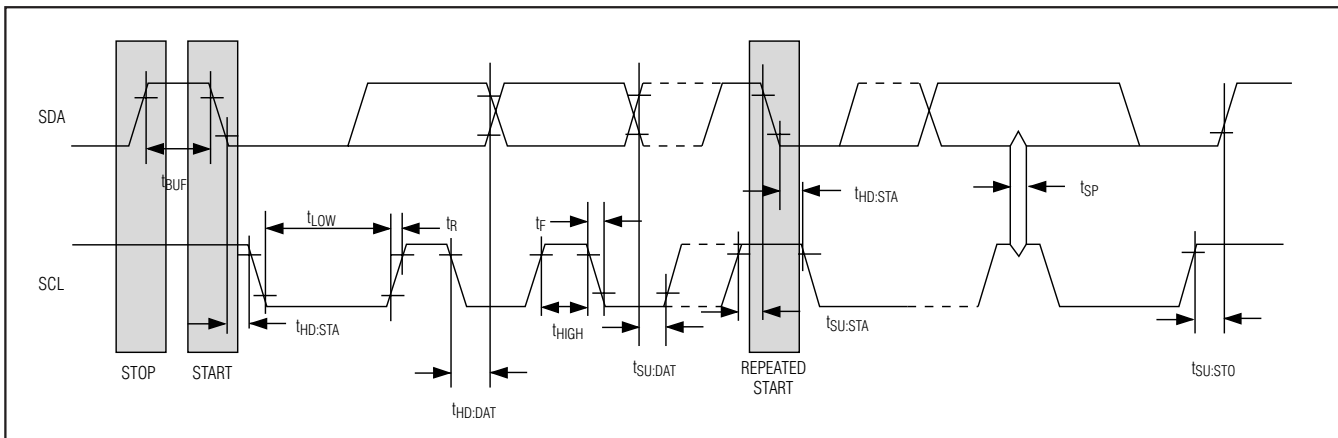 SDA
SCL
tBUF
tLOW
tR
tF
tHD:STA
tSP
tHD:STA
tHIGH
tSU:DAT
tSU:STA
tHD:DAT
tSU:STO
STOP
START
REPEATED
START